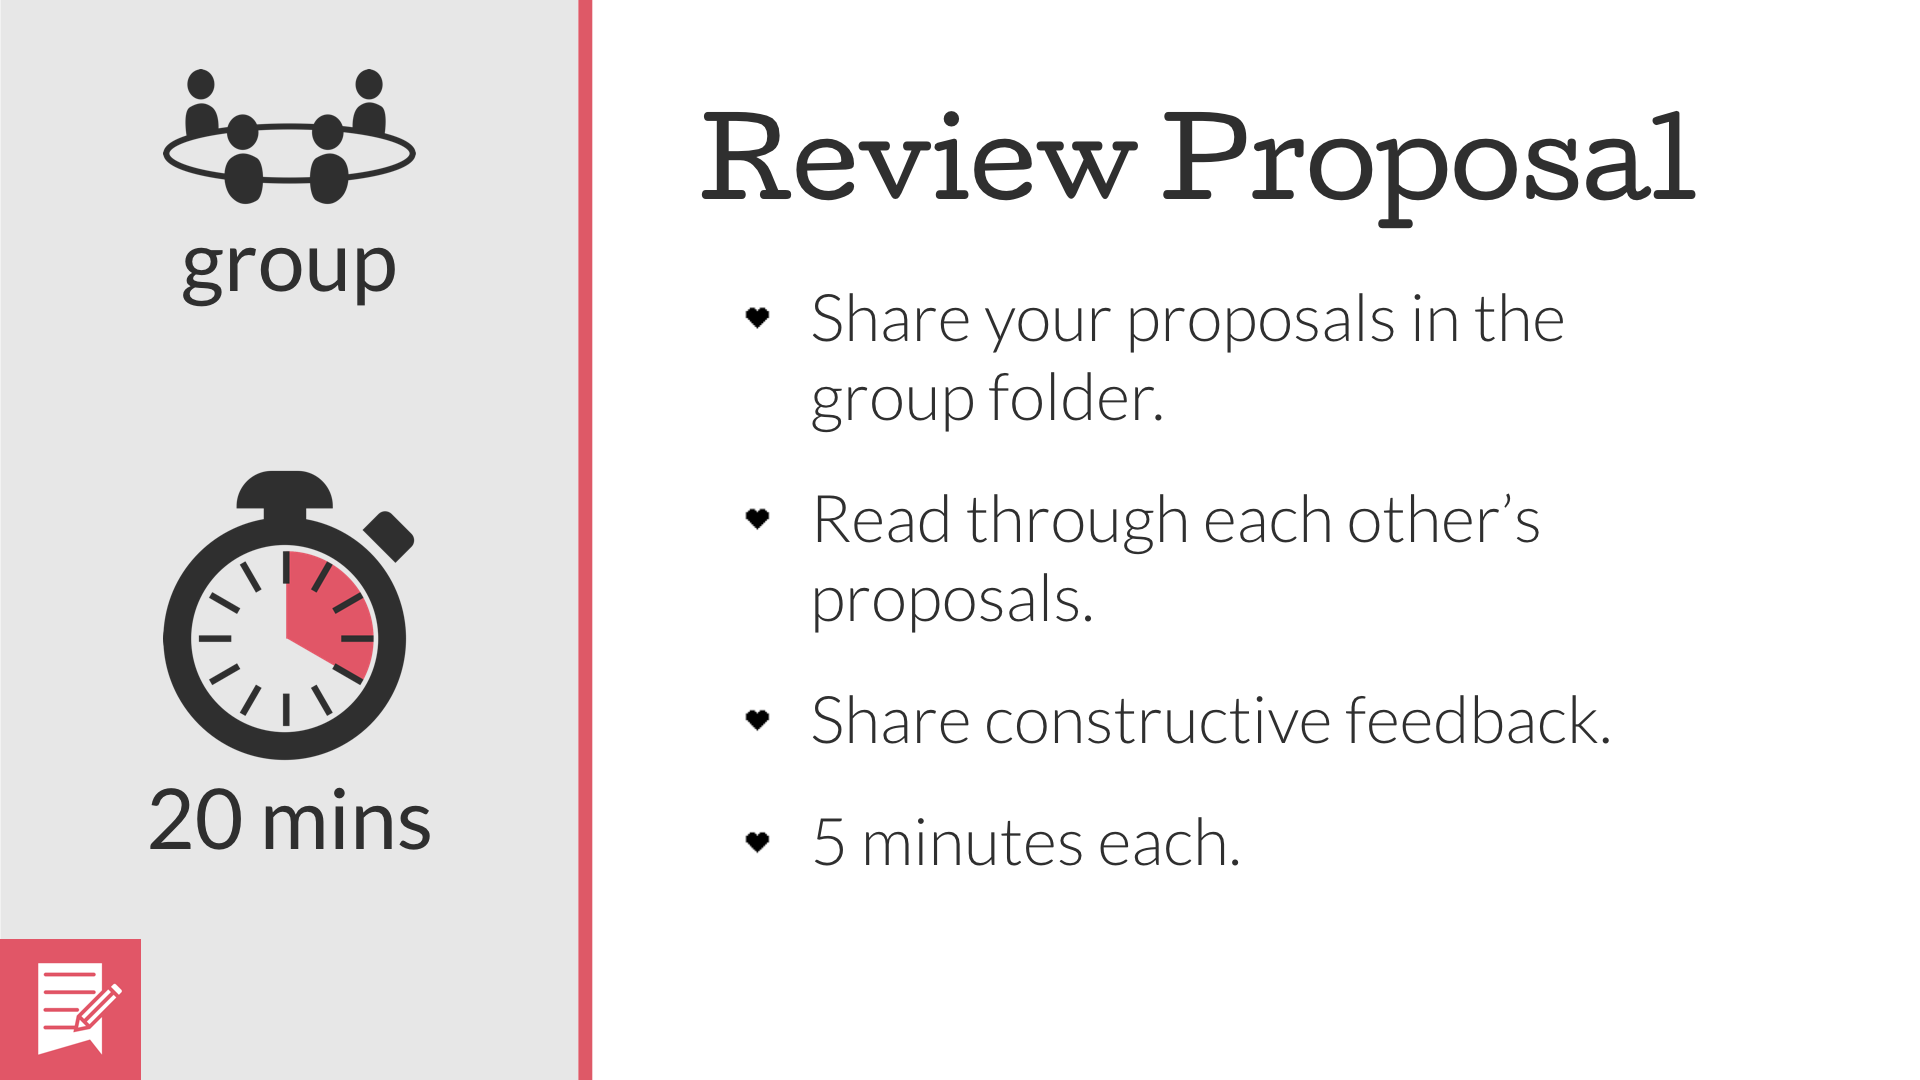 group
20 mins
Review Proposal
Share your proposals in the
group folder.
Read through each other’s
proposals.
Share constructive feedback.
5 minutes each.